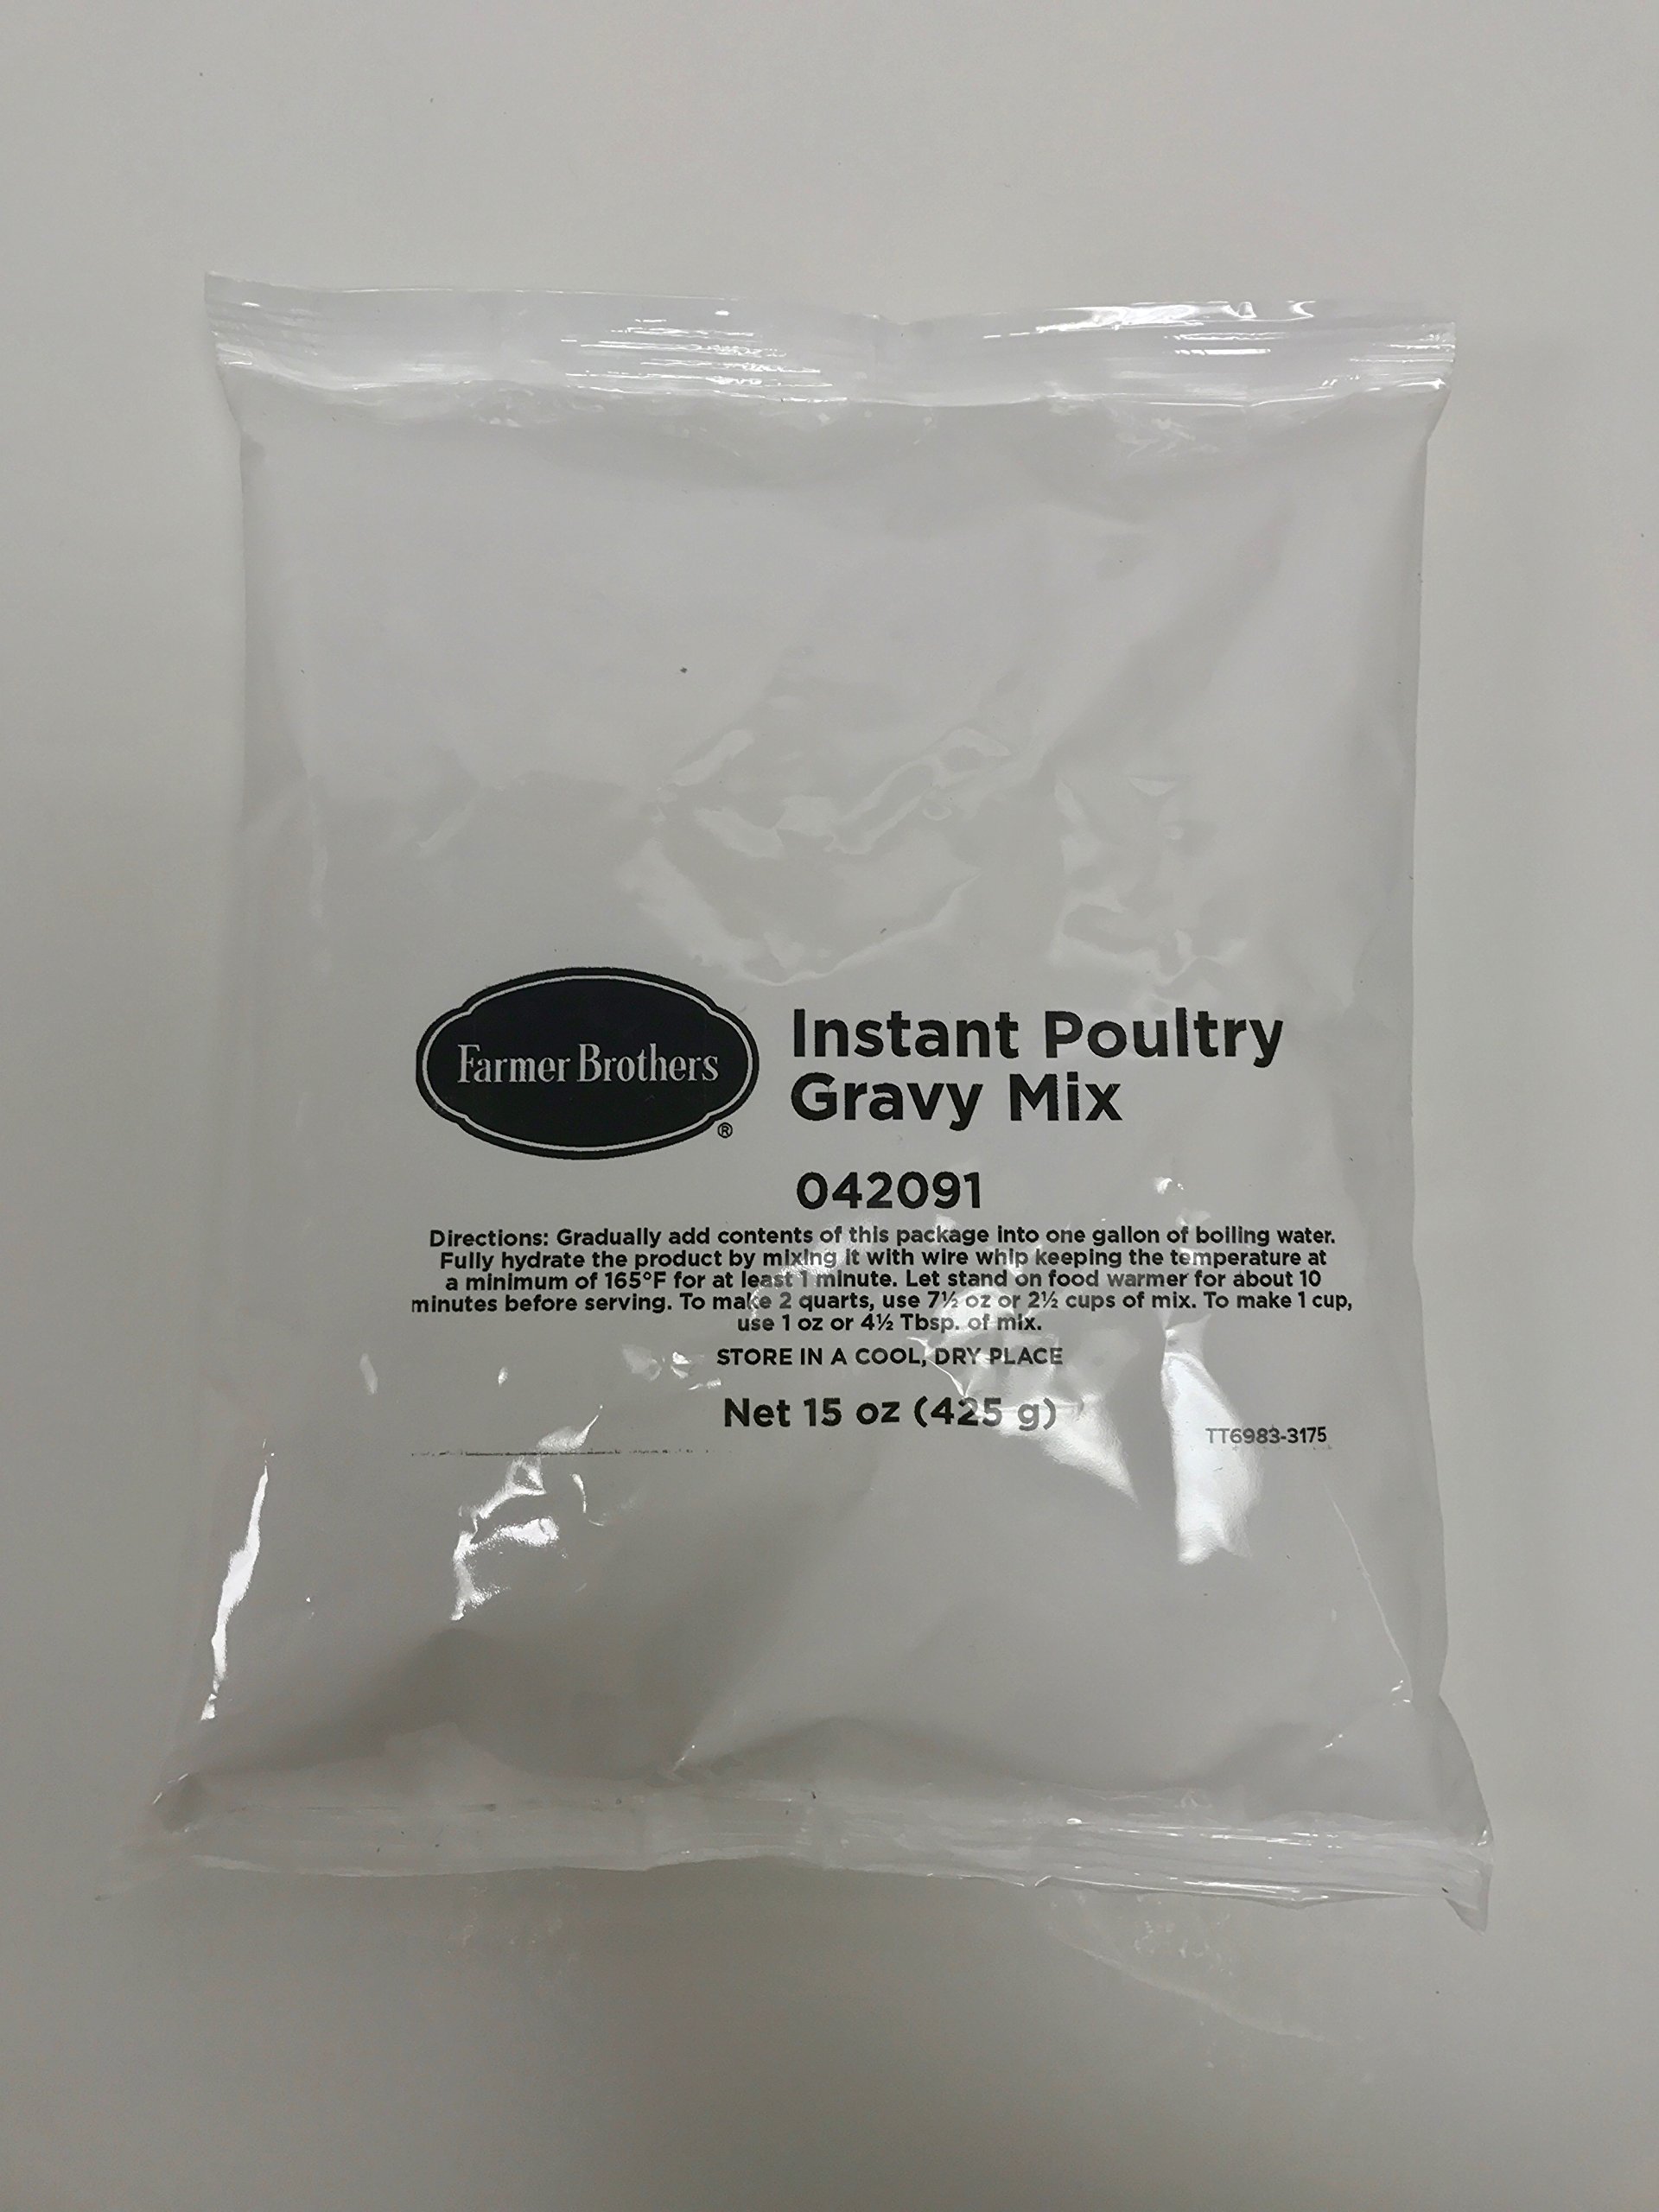 Farmer Brothers
®
Instant Poultry
Gravy Mix
042091
Directions: Gradually add contents of this package into one gallon of boiling water.
Fully hydrate the product by mixing it with wire whip keeping the temperature at
a minimum of 165°F for at least 1 minute. Let stand on food warmer for about 10
minutes before serving. To make 2 quarts, use 7½ oz or 2½ cups of mix. To make 1 cup,
use 1 oz or 4½ Tbsp. of mix.
STORE IN A COOL, DRY PLACE
Net 15 oz (425 g)
TT6983-3175